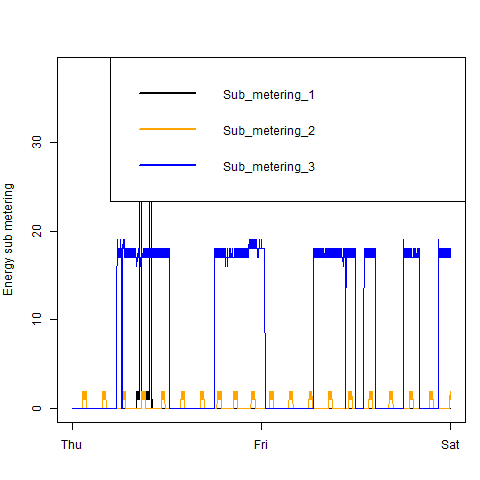 Sub_metering_1
Sub_metering_2
Sub_metering_3
Energy sub metering
30
20
10
0
Thu Fri Sat